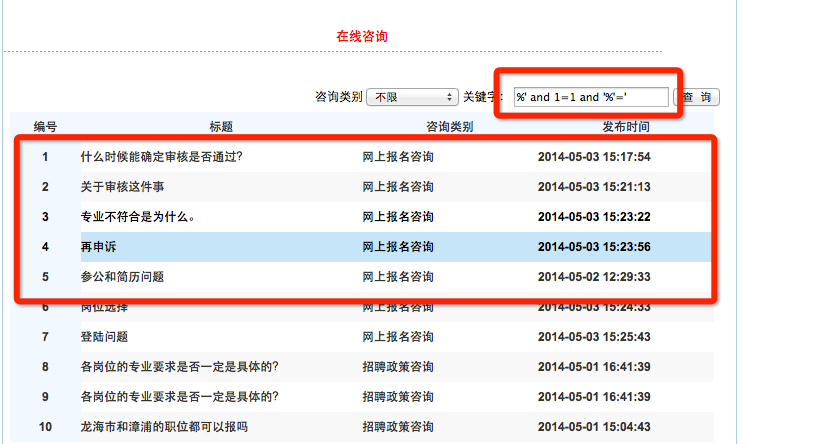 在线咨询
咨询类别 不限 关键字： %' and 1=1 and '%'=' 查 询
编号 标题 咨询类别 发布时间
1 什么时候能确定审核是否通过? 网上报名咨询 2014-05-03 15:17:54
2 关于审核这件事 网上报名咨询 2014-05-03 15:21:13
3 专业不符合是为什么。 网上报名咨询 2014-05-03 15:23:22
4 再申诉 网上报名咨询 2014-05-03 15:23:56
5 参公和简历问题 网上报名咨询 2014-05-02 12:29:33
6 岗位选择 网上报名咨询 2014-05-03 15:24:33
7 登陆问题 网上报名咨询 2014-05-03 15:25:43
8 各岗位的专业要求是否一定是具体的? 招聘政策咨询 2014-05-01 16:41:39
9 各岗位的专业要求是否一定是具体的? 招聘政策咨询 2014-05-01 16:41:39
10 龙海市和漳浦的职位都可以报吗 招聘政策咨询 2014-05-01 15:04:43